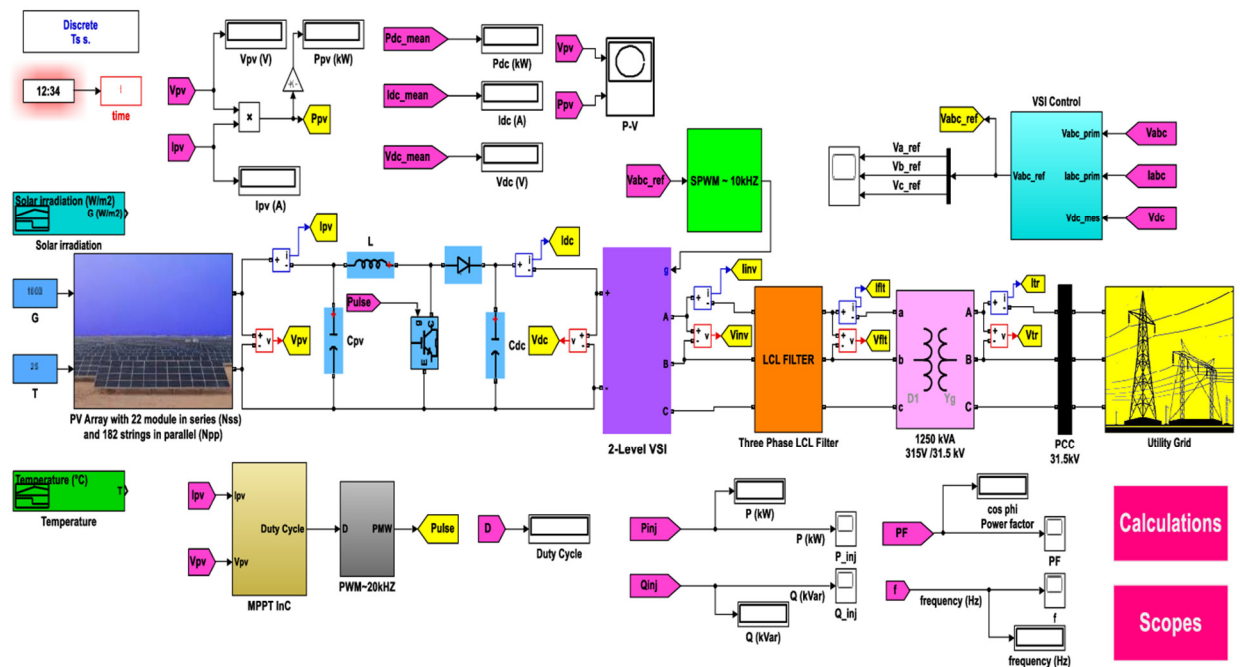 Discrete
Ts s.
12:34
time
Vpv
Ipv
×
-K-
Vpv (V)
Ppv (kW)
Ppv
Ipv (A)
Pdc_mean
Pdc (kW)
Idc_mean
Idc (A)
Vdc_mean
Vdc (V)
Vpv
Ppv
P-V
Vabc_ref
SPWM ~ 10kHZ
Va_ref
Vb_ref
Vc_ref
Vabc_ref
VSI Control
Vabc_prim
Iabc_prim
Vdc_mes
Vabc_ref
Vabc
Iabc
Vdc
Solar irradiation (W/m2)
G (W/m2)
Solar irradiation
1000
G
25
T
PV Array with 22 module in series (Nss)
and 182 strings in parallel (Npp)
+
i
-
Ipv
+
v
-
Vpv
Cpv
L
Pulse
g
C
E
Cdc
+
i
-
Idc
Vdc
v
+
-
+
-
g
A
B
C
2-Level VSI
+
i
-
Iinv
+
v
-
Vinv
LCL FILTER
Three Phase LCL Filter
+
i
-
Iflt
+
v
-
Vflt
a
b
c
A
B
C
D1
Yg
1250 kVA
315V /31.5 kV
+
i
-
Itr
+
v
-
Vtr
A
B
C
PCC
31.5kV
Utility Grid
Temperature (°C)
T
Temperature
Ipv
Vpv
Ipv
Vpv
Duty Cycle
MPPT InC
D
PMW
PWM~20kHZ
Pulse
D
Duty Cycle
Pinj
P (kW)
P (kW)
P_inj
Qinj
Q (kVar)
Q (kVar)
Q_inj
PF
cos phi
Power factor
PF
f
frequency (Hz)
f
frequency (Hz)
Calculations
Scopes